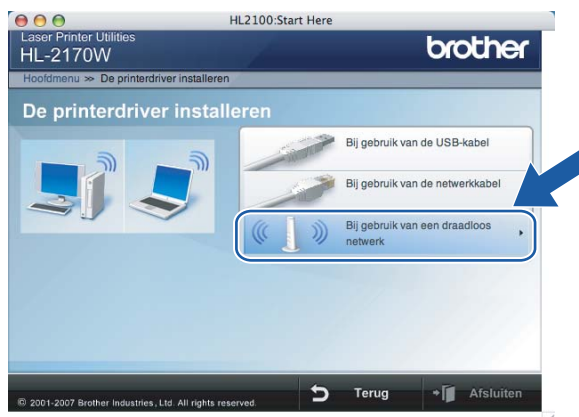 HL2100:Start Here
Laser Printer Utilities
HL-2170W
brother
Hoofdmenu >> De printerdriver installeren
De printerdriver installeren
Bij gebruik van de USB-kabel
Bij gebruik van de netwerkkabel
Bij gebruik van een draadloos
netwerk
© 2001-2007 Brother Industries, Ltd. All rights reserved.
Terug
Afsluiten